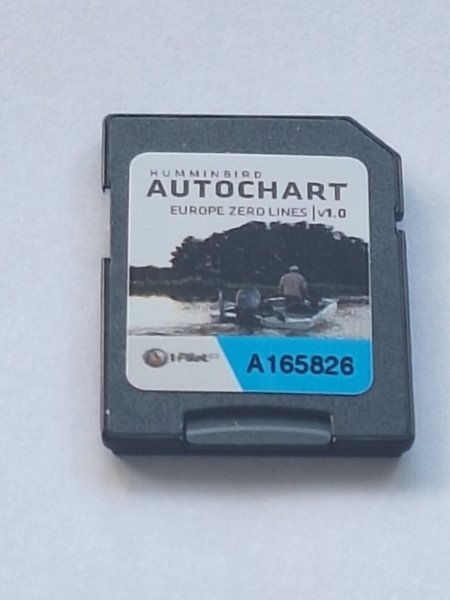 HUMMINBIRD
AUTOCHART
EUROPE ZERO LINES | v1.0
i-Pilot
A165826